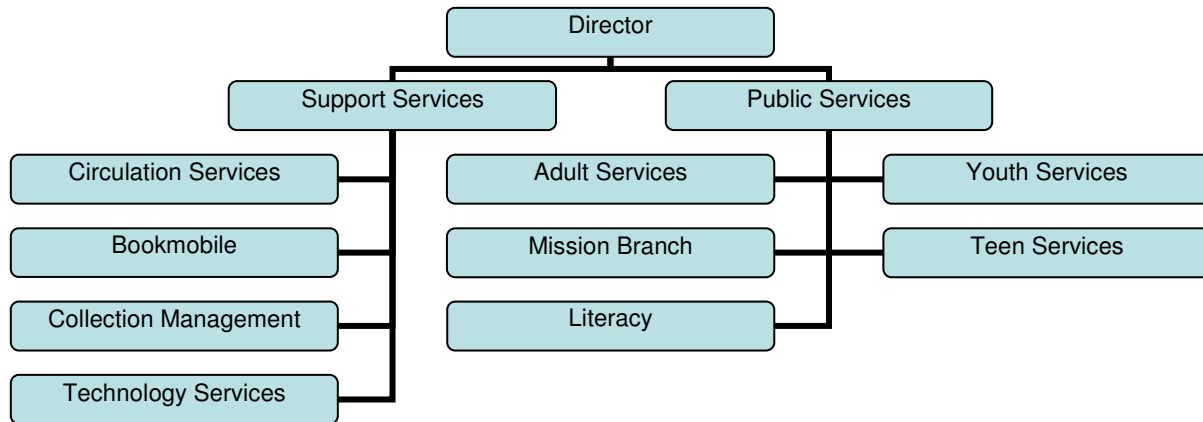 Director
Support Services
Public Services
Circulation Services
Adult Services
Youth Services
Bookmobile
Mission Branch
Teen Services
Collection Management
Literacy
Technology Services